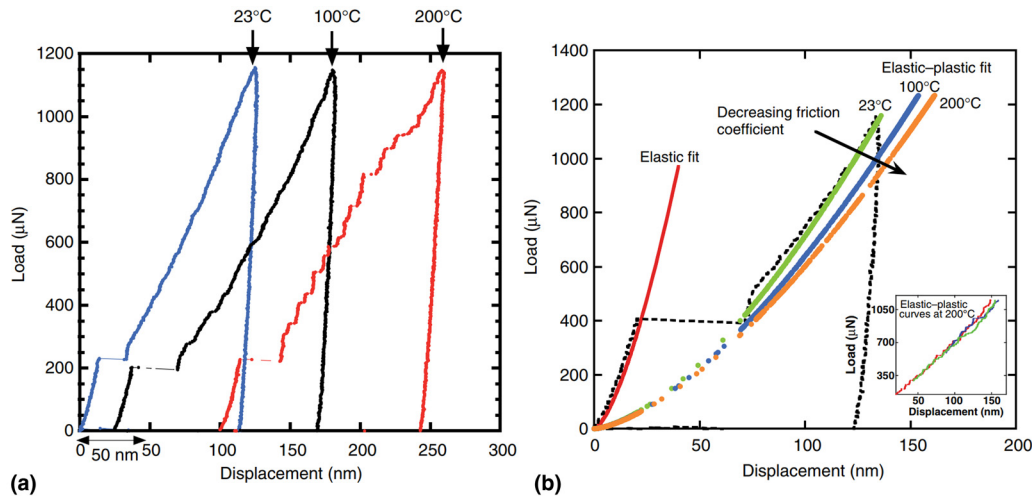 23°C 100°C 200°C
1200
1000
800
600
400
200
0
Load (µN)
0 50 100 150 200 250 300
50 nm
Displacement (nm)
(a)
1400
1200
1000
800
600
400
200
0
Load (µN)
Elastic–plastic fit
100°C
23°C
200°C
Decreasing friction
coefficient
Elastic fit
Elastic–plastic
curves at 200°C
1050
700
350
Load (µN)
50 100 150
Displacement (nm)
0 50 100 150 200
Displacement (nm)
(b)